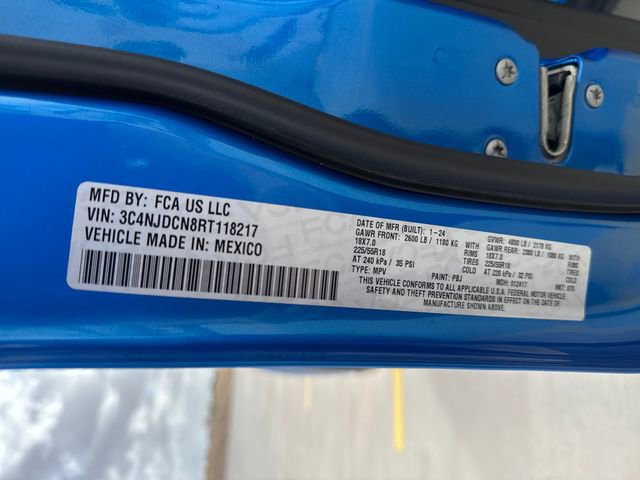 MFD BY: FCA US LLC
VIN: 3C4NJDCN8RT118217
VEHICLE MADE IN: MEXICO
DATE OF MFR (BUILT): 1-24
GAWR FRONT: 2600 LB / 1180 KG
18X7.0
225/55R18
AT 240 kPa / 35 PSI
TYPE: MPV
PAINT: PBJ
GVWR: 4800 LB / 2178 KG
GAWR REAR: 2380 LB / 1080 KG
RIMS 18X7.0 RIMS
TIRES 225/55R18 TIRES
COLD AT 220 kPa / 32 PSI COLD
MDH: 012417
VKT: 075
THIS VEHICLE CONFORMS TO ALL APPLICABLE U.S.A. FEDERAL MOTOR VEHICLE
SAFETY AND THEFT PREVENTION STANDARDS IN EFFECT ON THE DATE OF
MANUFACTURE SHOWN ABOVE.